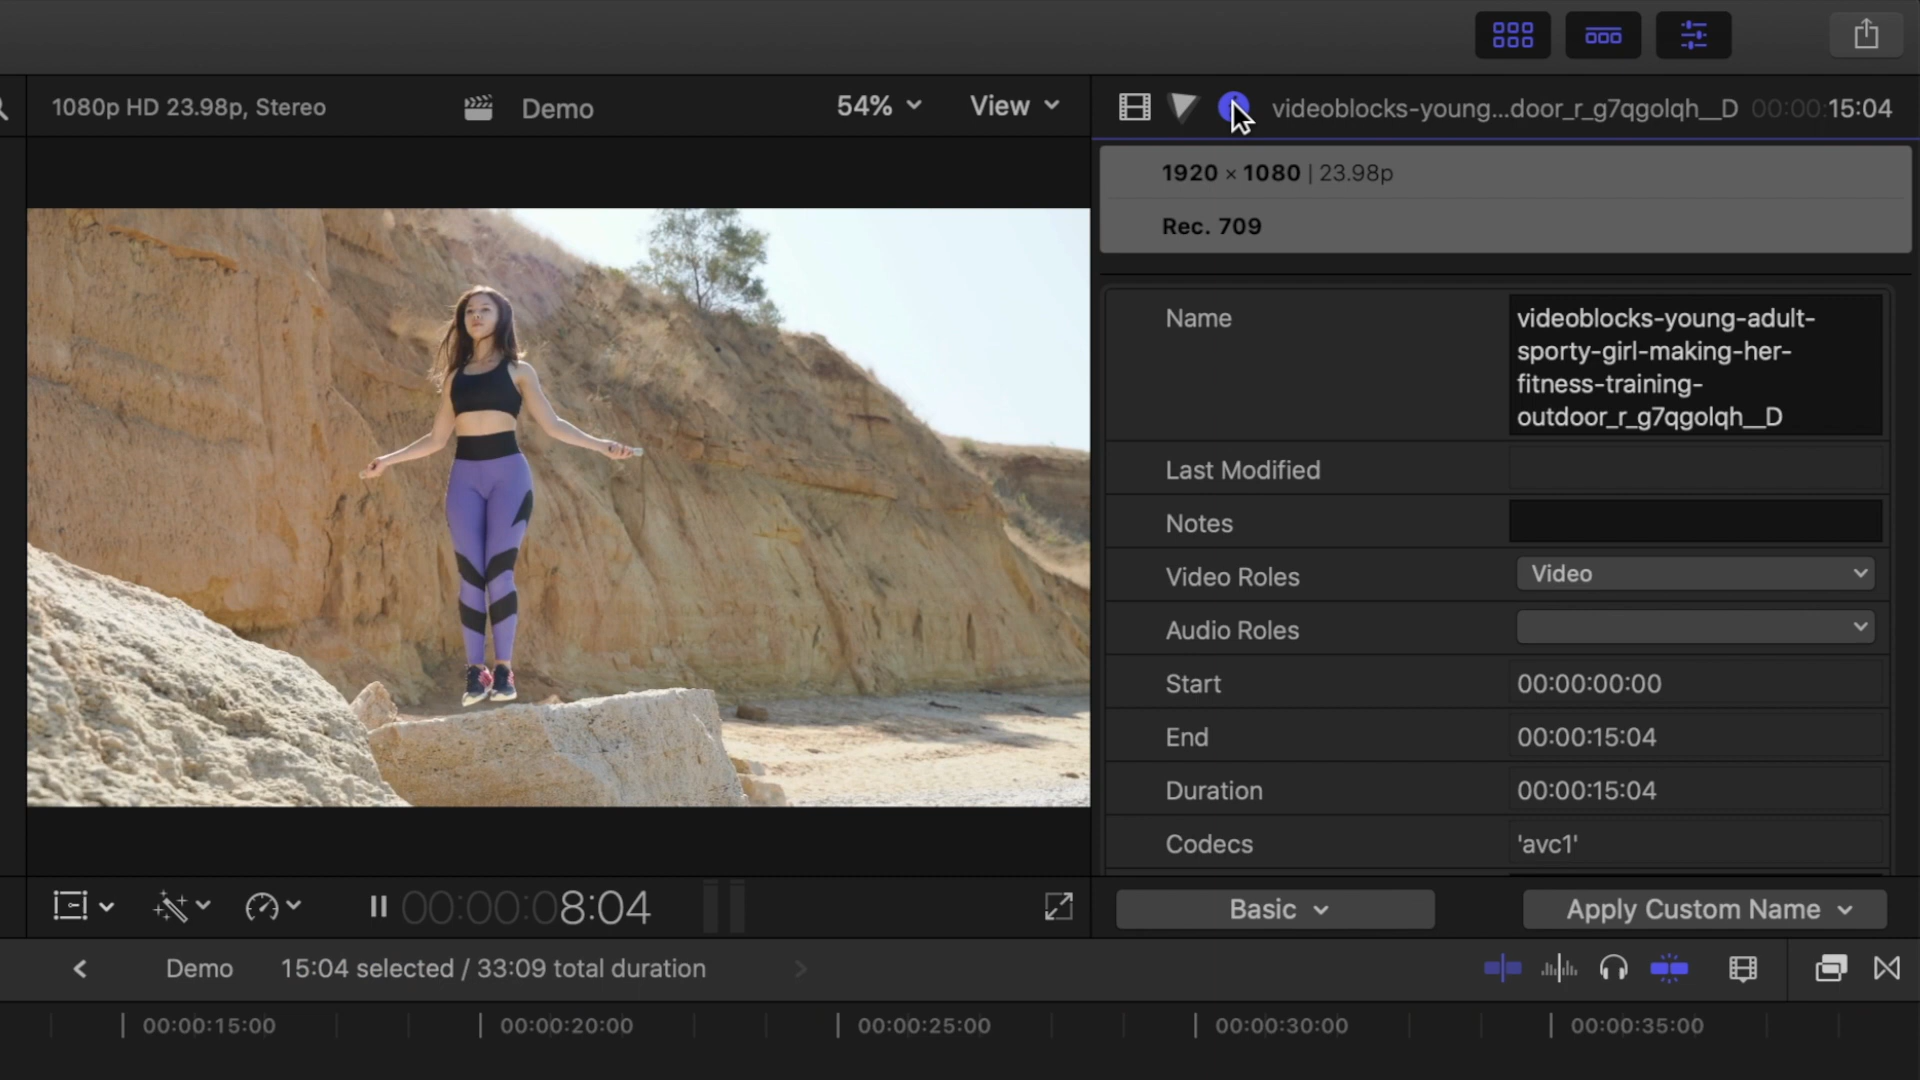 1080p HD 23.98p, Stereo
Demo
54%
View
videoblocks-young...door_r_g7qgolqh__D
00:00:15:04
1920 × 1080 | 23.98p
Rec. 709
Name
videoblocks-young-adult-
sporty-girl-making-her-
fitness-training-
outdoor_r_g7qgolqh__D
Last Modified
Notes
Video Roles
Video
Audio Roles
Start
00:00:00:00
End
00:00:15:04
Duration
00:00:15:04
Codecs
'avc1'
00:00:08:04
Basic
Apply Custom Name
Demo
15:04 selected / 33:09 total duration
00:00:15:00
00:00:20:00
00:00:25:00
00:00:30:00
00:00:35:00